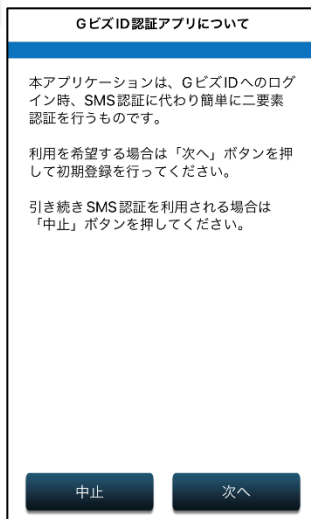 GビズID認証アプリについて
本アプリケーションは、GビズIDへのログ
イン時、SMS認証に代わり簡単に二要素
認証を行うものです。
利用を希望する場合は「次へ」ボタンを押
して初期登録を行ってください。
引き続きSMS認証を利用される場合は
「中止」ボタンを押してください。
中止
次へ